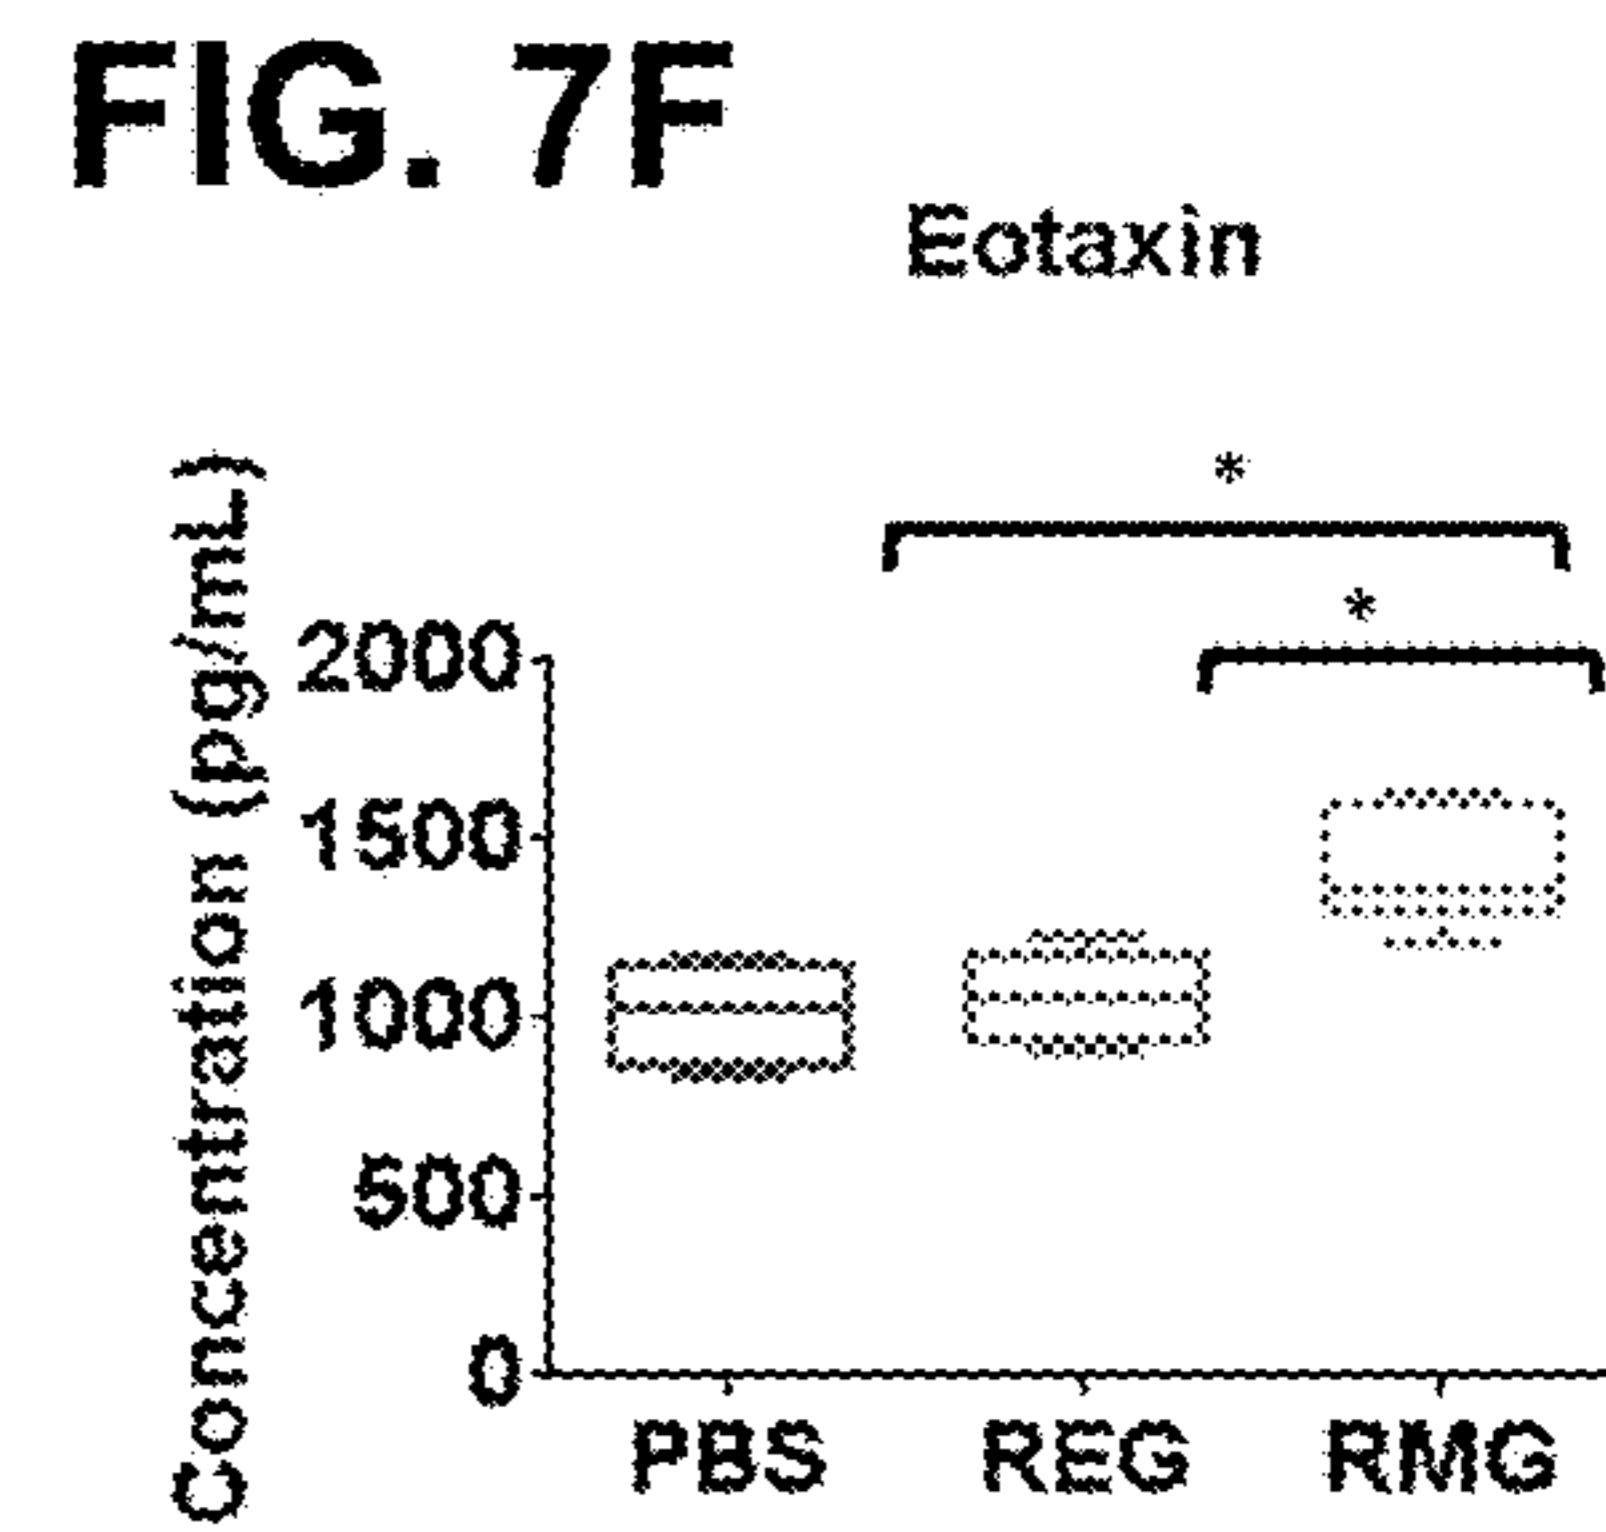 FIG. 7F
Eotaxin
*
*
Concentration (pg/mL)
2000
1500
1000
500
0
PBS REG RMG